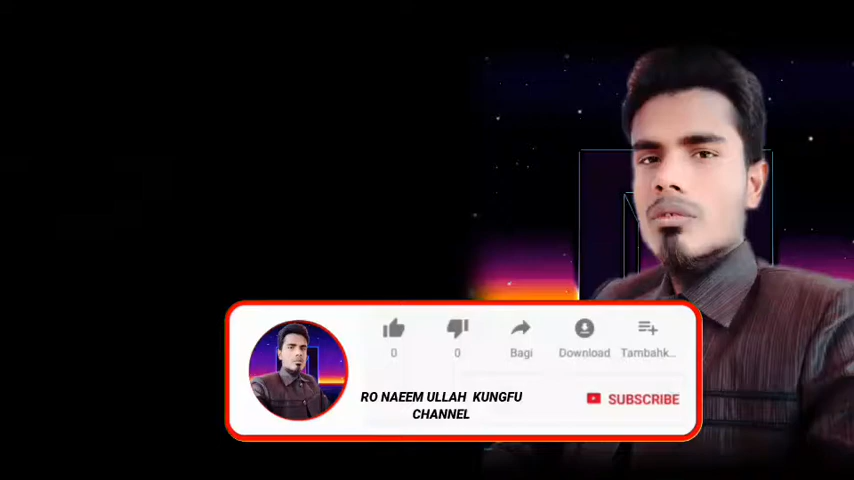 0 0 Bagi Download Tambahk...
RO NAEEM ULLAH KUNGFU
CHANNEL
SUBSCRIBE